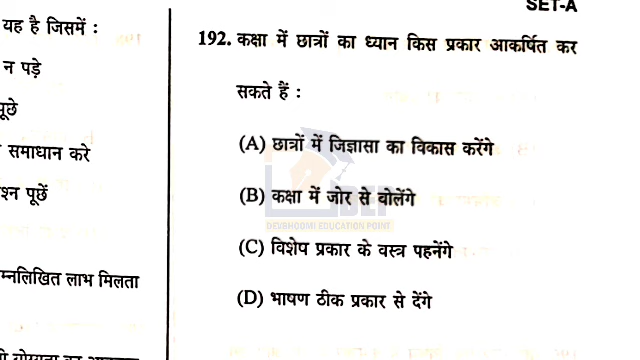 SET-A
यह है जिसमें :
न पड़े
पूछे
समाधान करे
श्न पूछें
म्नलिखित लाभ मिलता
192. कक्षा में छात्रों का ध्यान किस प्रकार आकर्षित कर
सकते हैं :
(A) छात्रों में जिज्ञासा का विकास करेंगे
(B) कक्षा में जोर से बोलेंगे
DEVBHOOMI EDUCATION POINT
(C) विशेष प्रकार के वस्त्र पहनेंगे
(D) भाषण ठीक प्रकार से देंगे